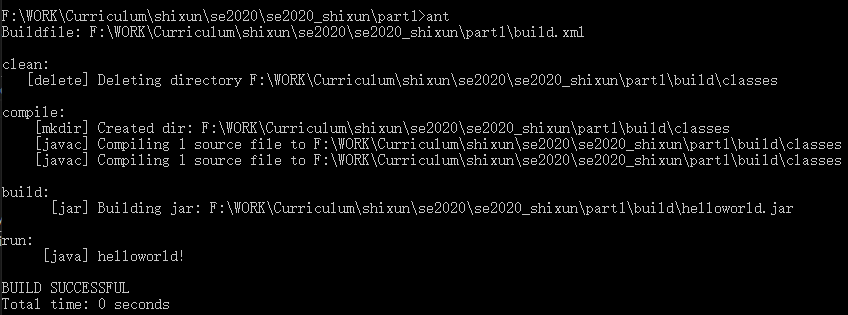 F:\WORK\Curriculum\shixun\se2020\se2020_shixun\part1>ant
Buildfile: F:\WORK\Curriculum\shixun\se2020\se2020_shixun\part1\build.xml
clean:
[delete] Deleting directory F:\WORK\Curriculum\shixun\se2020\se2020_shixun\part1\build\classes
compile:
[mkdir] Created dir: F:\WORK\Curriculum\shixun\se2020\se2020_shixun\part1\build\classes
[javac] Compiling 1 source file to F:\WORK\Curriculum\shixun\se2020\se2020_shixun\part1\build\classes
[javac] Compiling 1 source file to F:\WORK\Curriculum\shixun\se2020\se2020_shixun\part1\build\classes
build:
[jar] Building jar: F:\WORK\Curriculum\shixun\se2020\se2020_shixun\part1\build\helloworld.jar
run:
[java] helloworld!
BUILD SUCCESSFUL
Total time: 0 seconds